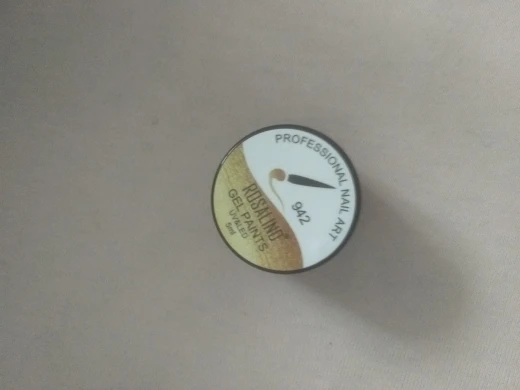 PROFESSIONAL NAIL ART
942
ROSALIND
GEL PAINTS
UV/LED
5ml